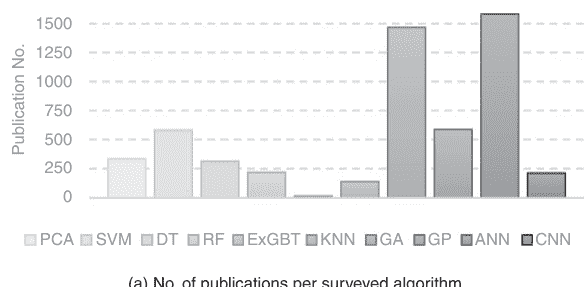 Publication No.
1500
1250
1000
750
500
250
0
PCA SVM DT RF ExGBT KNN GA GP ANN CNN
(a) No. of publications per surveyed algorithm